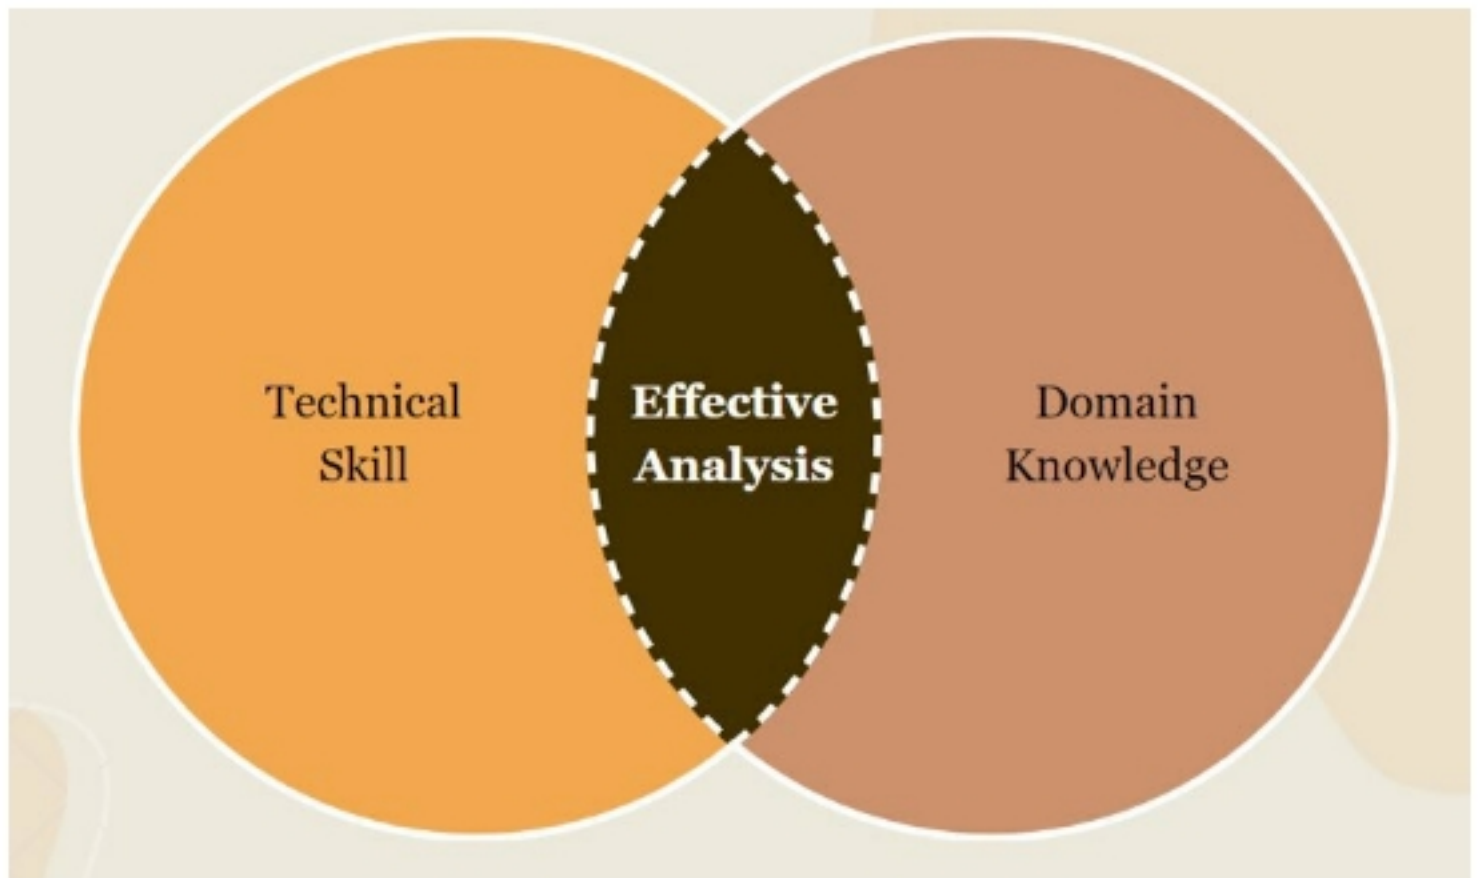 Technical
Skill
Effective
Analysis
Domain
Knowledge